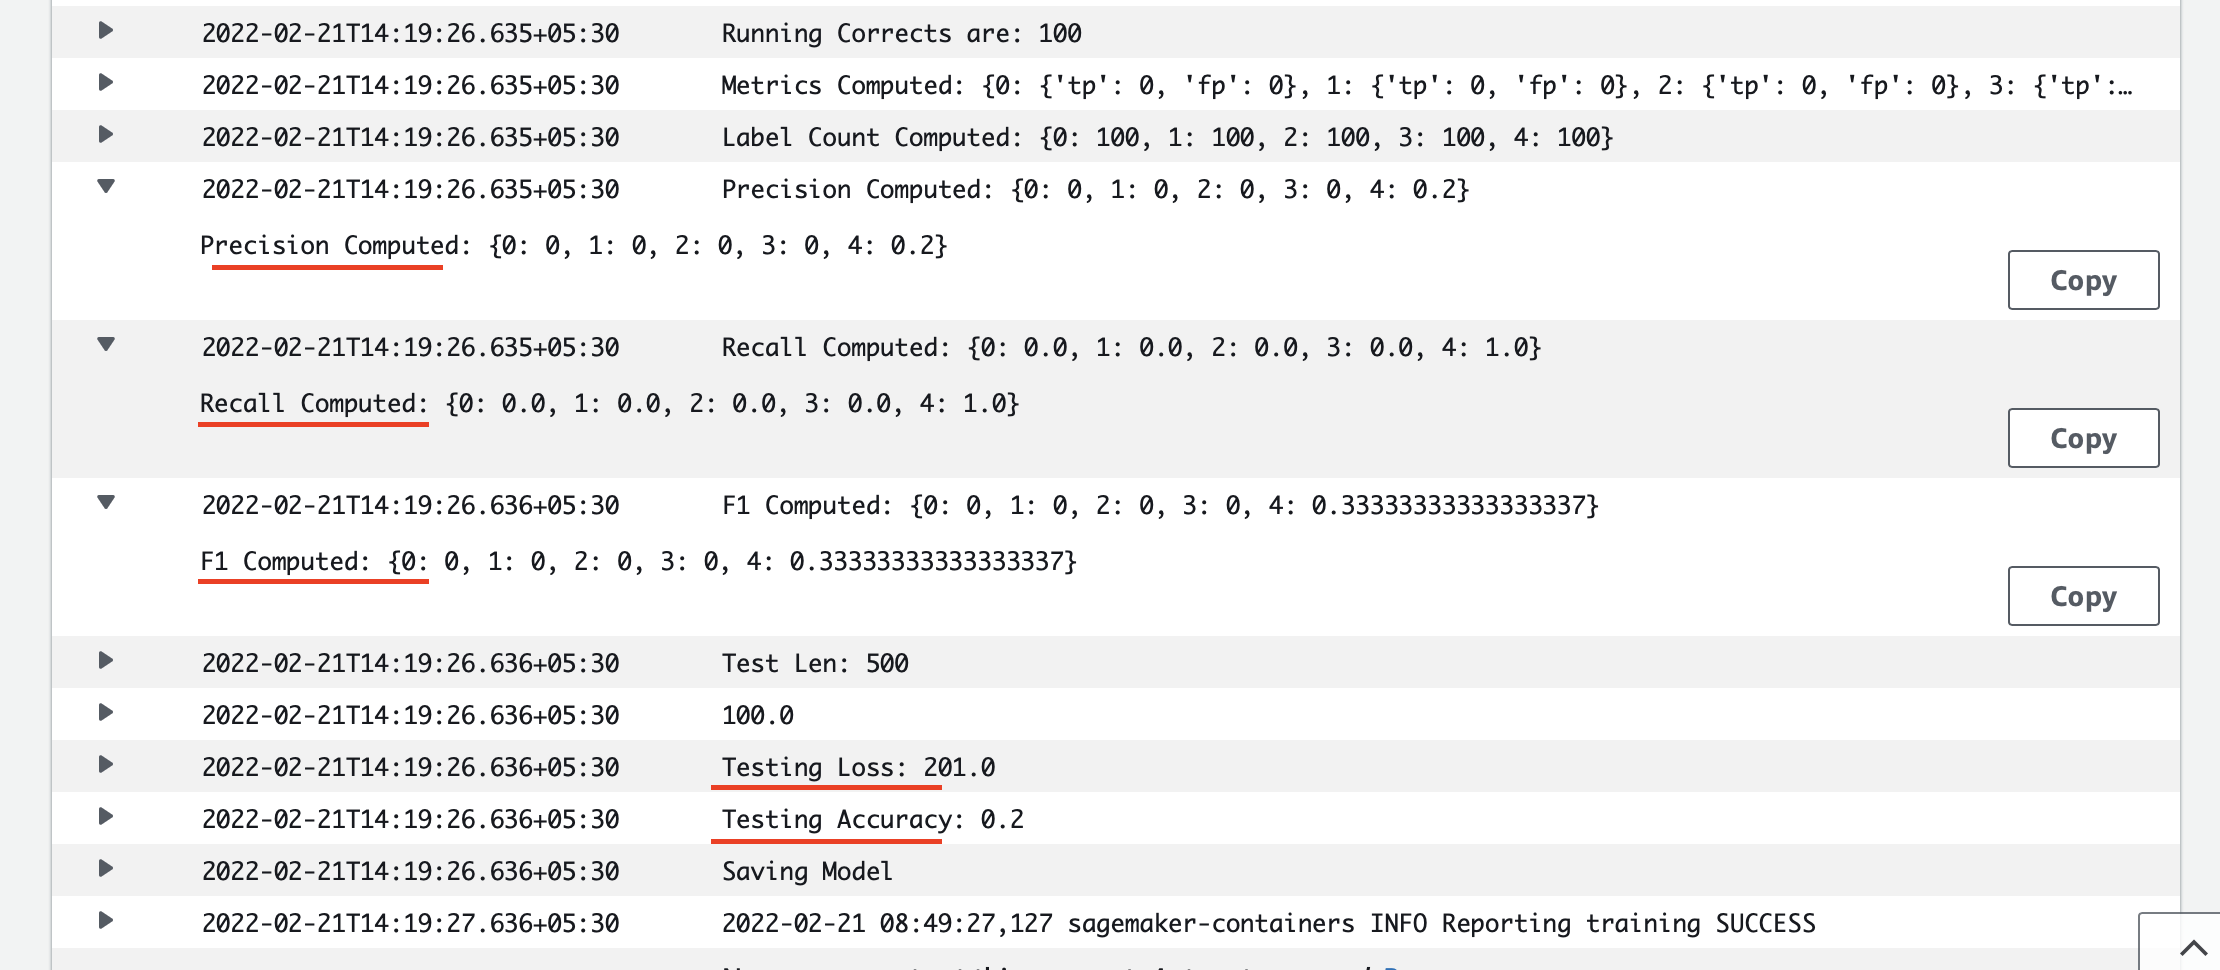 2022-02-21T14:19:26.635+05:30 Running Corrects are: 100
2022-02-21T14:19:26.635+05:30 Metrics Computed: {0: {'tp': 0, 'fp': 0}, 1: {'tp': 0, 'fp': 0}, 2: {'tp': 0, 'fp': 0}, 3: {'tp':…
2022-02-21T14:19:26.635+05:30 Label Count Computed: {0: 100, 1: 100, 2: 100, 3: 100, 4: 100}
2022-02-21T14:19:26.635+05:30 Precision Computed: {0: 0, 1: 0, 2: 0, 3: 0, 4: 0.2}
Precision Computed: {0: 0, 1: 0, 2: 0, 3: 0, 4: 0.2}
Copy
2022-02-21T14:19:26.635+05:30 Recall Computed: {0: 0.0, 1: 0.0, 2: 0.0, 3: 0.0, 4: 1.0}
Recall Computed: {0: 0.0, 1: 0.0, 2: 0.0, 3: 0.0, 4: 1.0}
Copy
2022-02-21T14:19:26.636+05:30 F1 Computed: {0: 0, 1: 0, 2: 0, 3: 0, 4: 0.33333333333333337}
F1 Computed: {0: 0, 1: 0, 2: 0, 3: 0, 4: 0.33333333333333337}
Copy
2022-02-21T14:19:26.636+05:30 Test Len: 500
2022-02-21T14:19:26.636+05:30 100.0
2022-02-21T14:19:26.636+05:30 Testing Loss: 201.0
2022-02-21T14:19:26.636+05:30 Testing Accuracy: 0.2
2022-02-21T14:19:26.636+05:30 Saving Model
2022-02-21T14:19:27.636+05:30 2022-02-21 08:49:27,127 sagemaker-containers INFO Reporting training SUCCESS